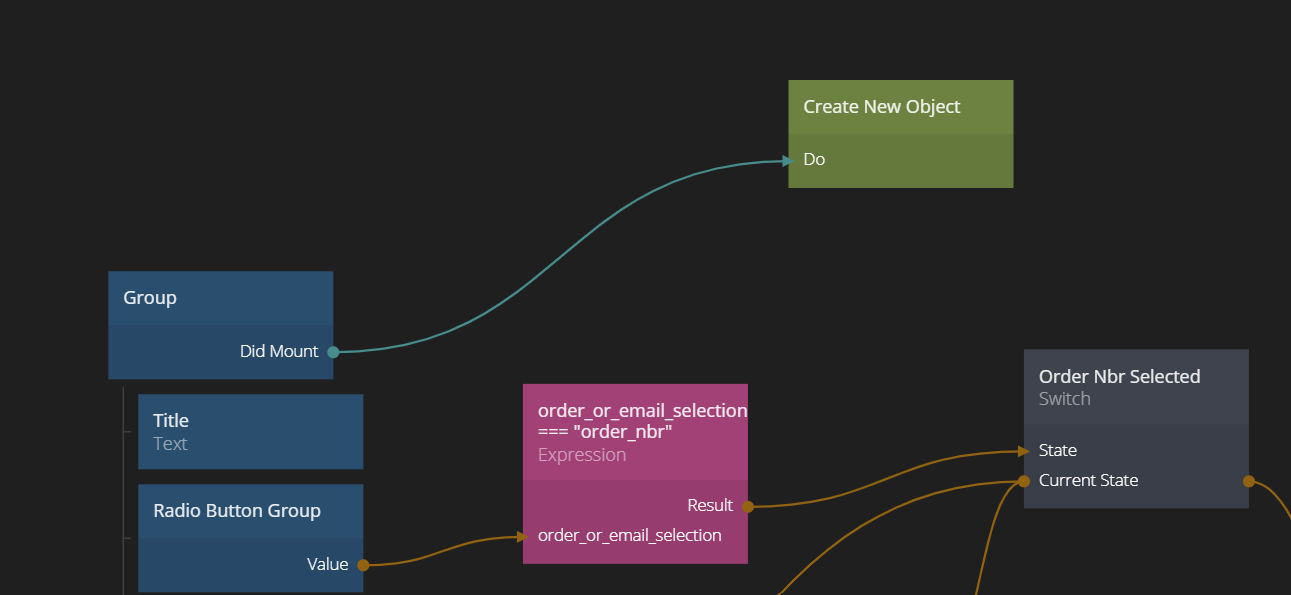 Create New Object
Do
Group
Did Mount
Title
Text
Radio Button Group
Value
order_or_email_selection
=== "order_nbr"
Expression
Result
order_or_email_selection
Order Nbr Selected
Switch
State
Current State